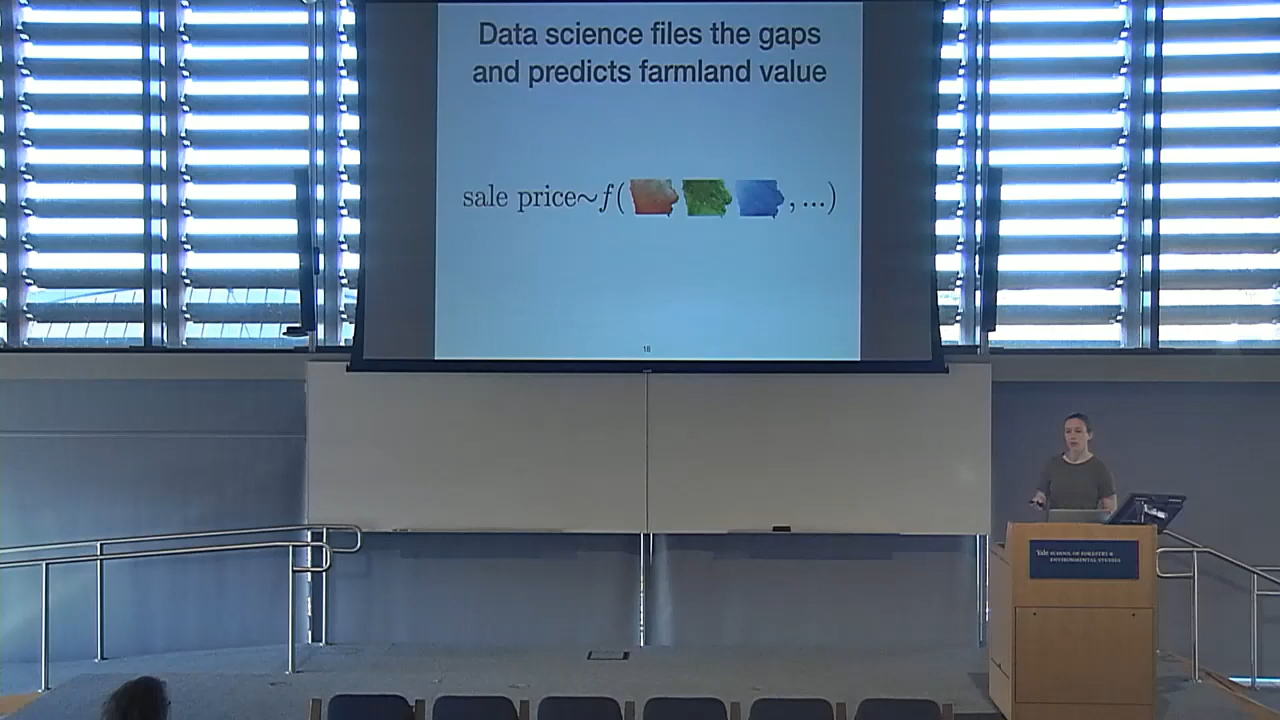 Data science files the gaps
and predicts farmland value
sale price~f( , ...)
18
Yale SCHOOL OF FORESTRY &
ENVIRONMENTAL STUDIES